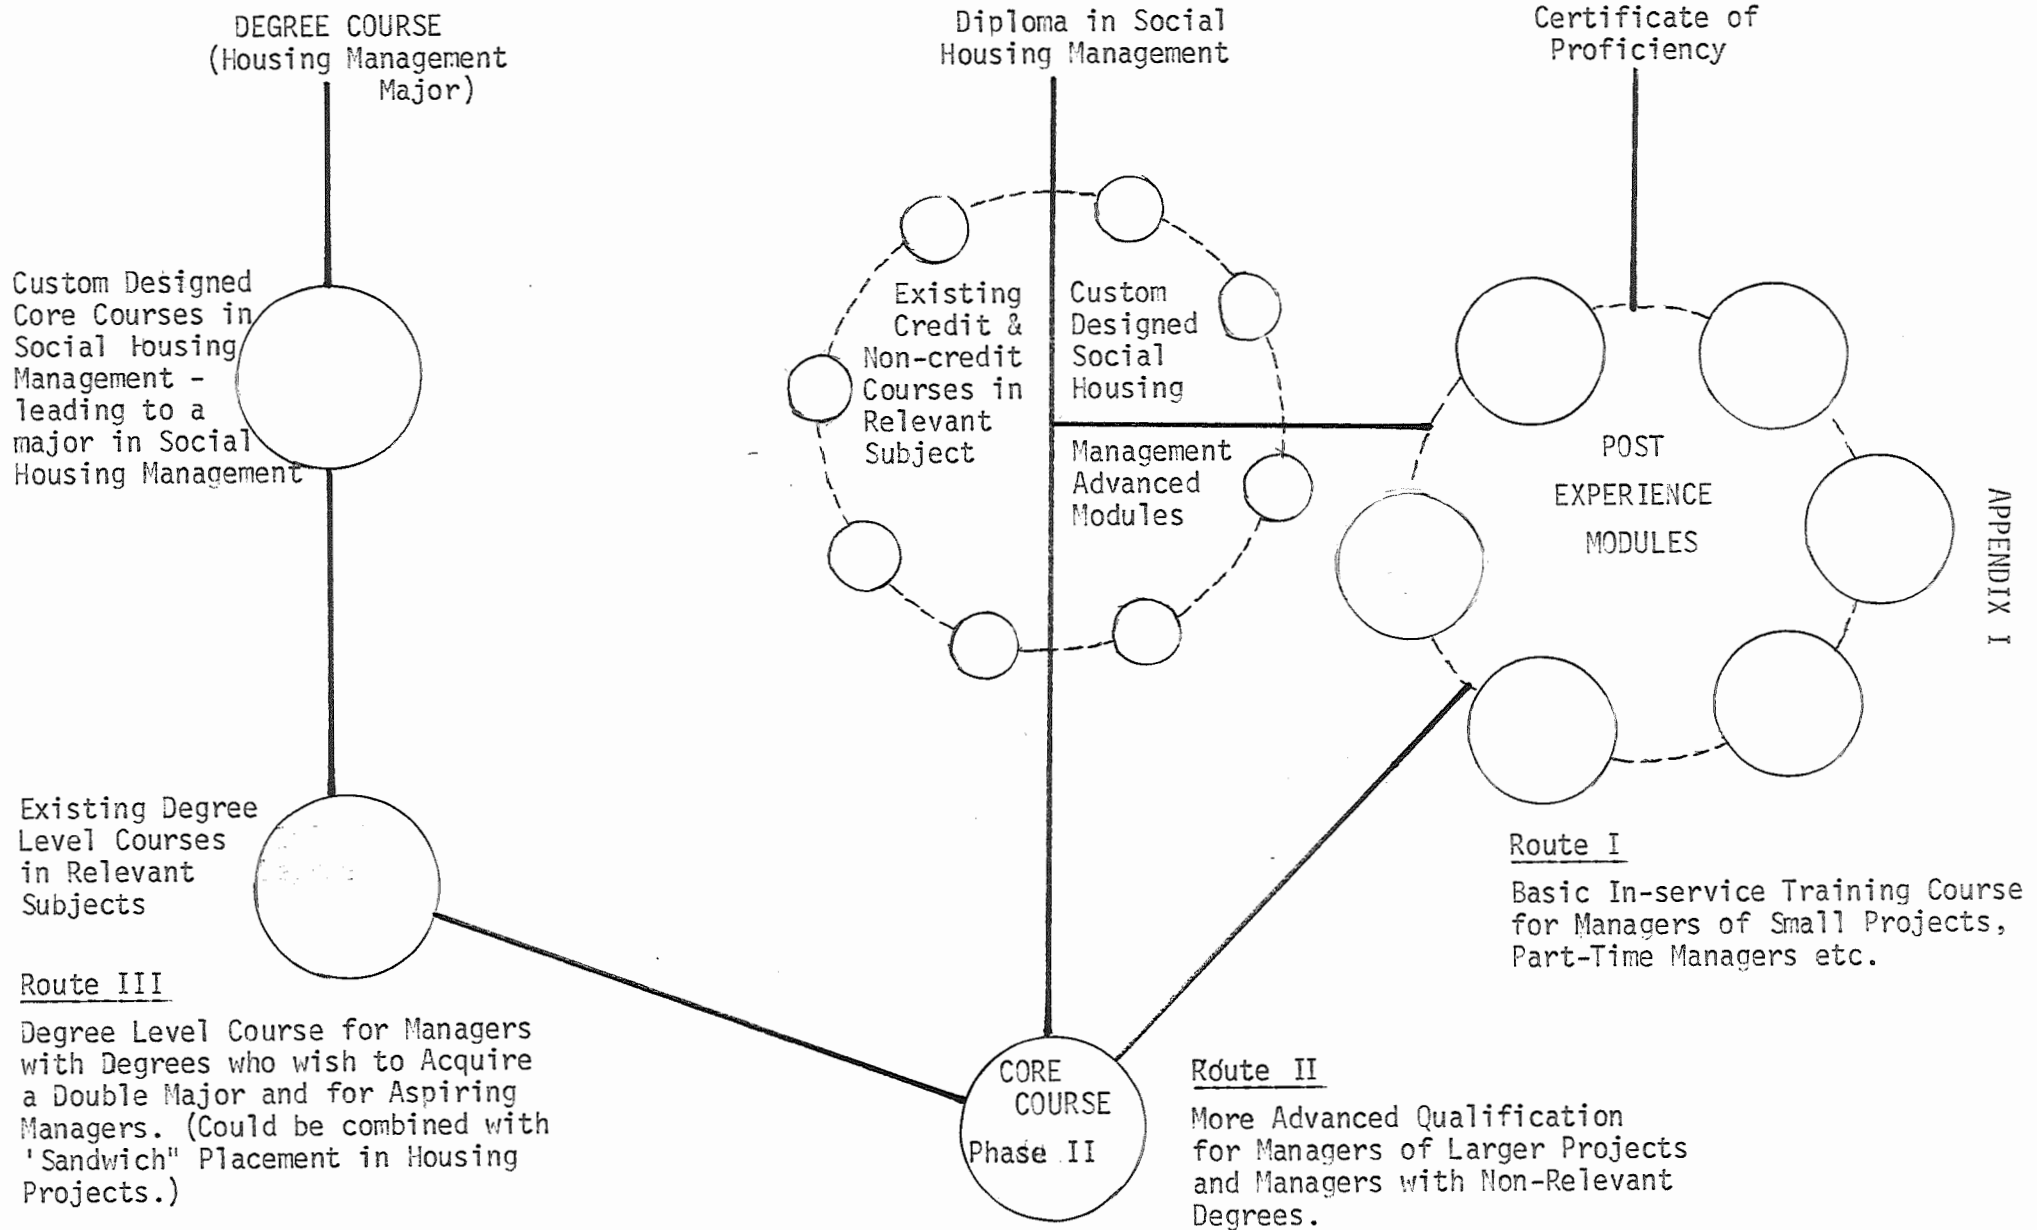 DEGREE COURSE
(Housing Management
Major)
Diploma in Social
Housing Management
Certificate of
Proficiency
Custom Designed
Core Courses in
Social Housing
Management -
leading to a
major in Social
Housing Management
Existing
Credit &
Non-credit
Courses in
Relevant
Subject
Custom
Designed
Social
Housing
Management
Advanced
Modules
POST
EXPERIENCE
MODULES
APPENDIX I
Existing Degree
Level Courses
in Relevant
Subjects
Route I
Basic In-service Training Course
for Managers of Small Projects,
Part-Time Managers etc.
Route III
Degree Level Course for Managers
with Degrees who wish to Acquire
a Double Major and for Aspiring
Managers. (Could be combined with
'Sandwich" Placement in Housing
Projects.)
CORE
COURSE
Phase II
Route II
More Advanced Qualification
for Managers of Larger Projects
and Managers with Non-Relevant
Degrees.